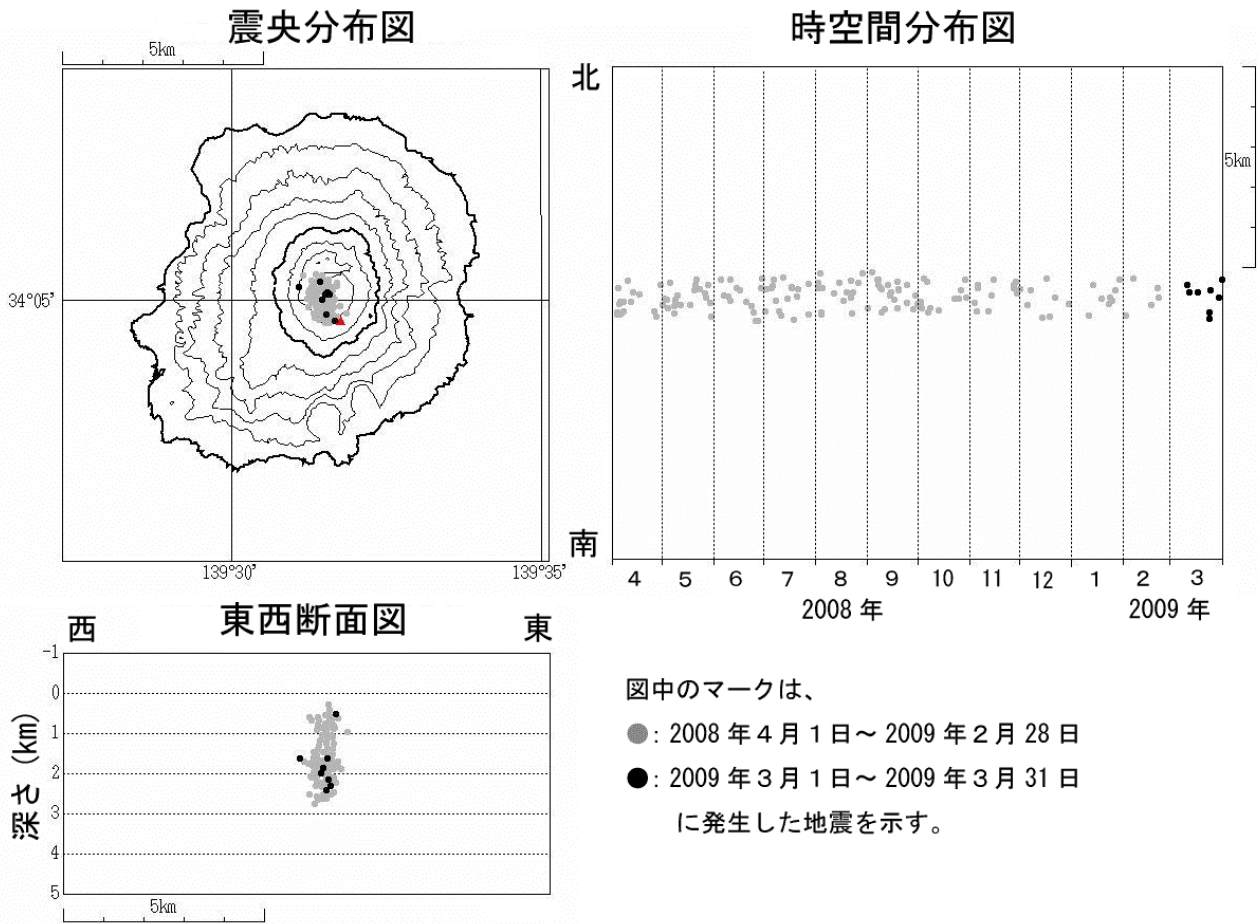 震央分布図
5km
34°05'
139°30'
139°35'
時空間分布図
北
南
5km
4 5 6 7 8 9 10 11 12 1 2 3
2008 年 2009 年
東西断面図
西
東
深さ (km)
-1
0
1
2
3
4
5
5km
図中のマークは、
●: 2008 年４月１日～ 2009 年２月 28 日
●: 2009 年３月１日～ 2009 年３月 31 日
に発生した地震を示す。